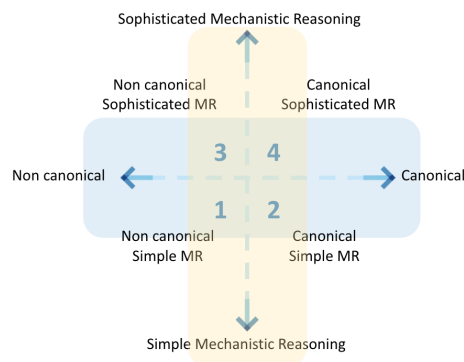 Sophisticated Mechanistic Reasoning
Non canonical
Sophisticated MR
Canonical
Sophisticated MR
3
4
Non canonical
Canonical
1
2
Non canonical
Simple MR
Canonical
Simple MR
Simple Mechanistic Reasoning